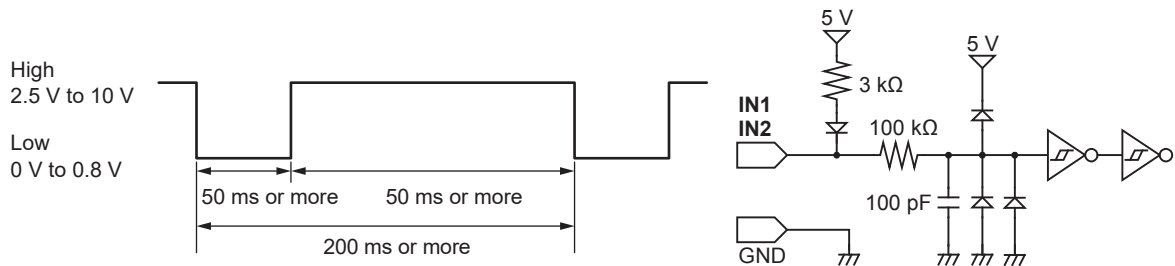 High
2.5 V to 10 V
Low
0 V to 0.8 V
50 ms or more
50 ms or more
200 ms or more
5 V
3 kΩ
IN1
IN2
100 kΩ
5 V
100 pF
GND